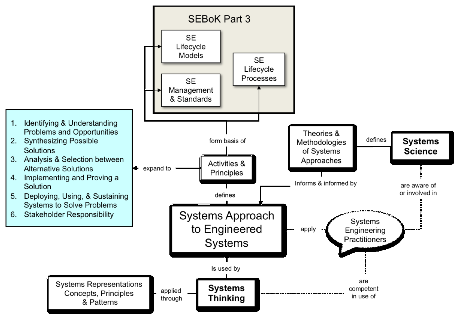 SEBoK Part 3
SE
Lifecycle
Models
SE
Management
& Standards
SE
Lifecycle
Processes
1. Identifying & Understanding
Problems and Opportunities
2. Synthesizing Possible
Solutions
3. Analysis & Selection between
Alternative Solutions
4. Implementing and Proving a
Solution
5. Deploying, Using, & Sustaining
Systems to Solve Problems
6. Stakeholder Responsibility
form basis of
expand to
Activities &
Principles
defines
Theories &
Methodologies
of Systems
Approaches
defines
Systems
Science
informs & informed by
are aware of
or involved in
Systems Approach
to Engineered
Systems
apply
Systems
Engineering
Practitioners
Is used by
Systems Representations
Concepts, Principles
& Patterns
applied
through
Systems
Thinking
are
competent
in use of